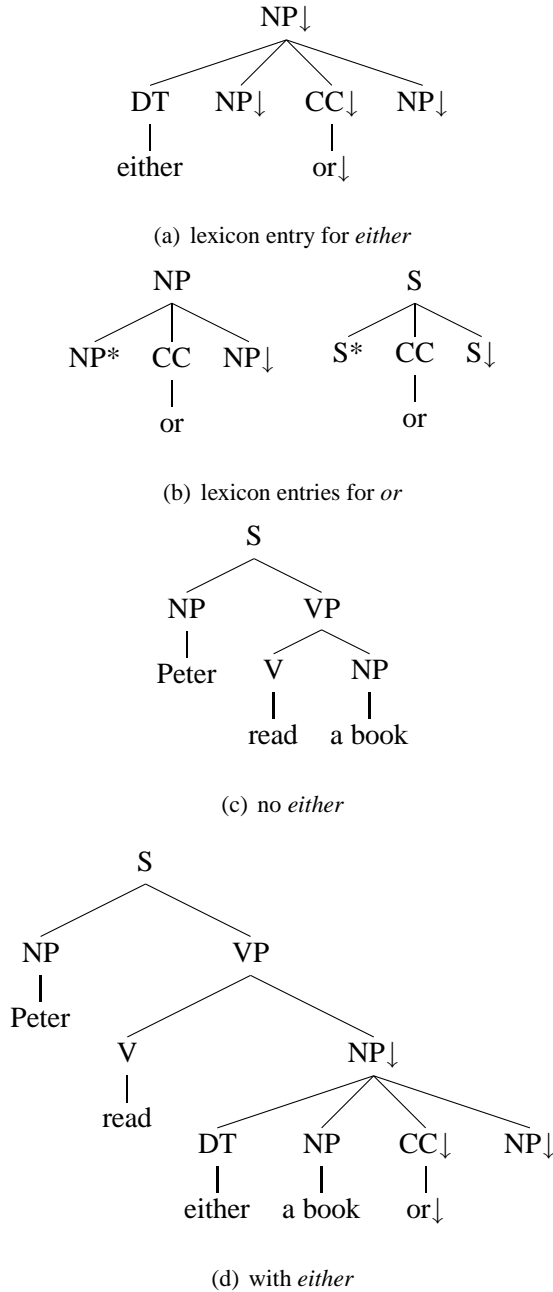 NP↓
DT NP↓ CC↓ NP↓
either or↓
(a) lexicon entry for either
NP S
NP* CC NP↓ S* CC S↓
or or
(b) lexicon entries for or
S
NP VP
Peter V NP
read a book
(c) no either
S
NP VP
Peter
V NP↓
read
DT NP CC↓ NP↓
either a book or↓
(d) with either